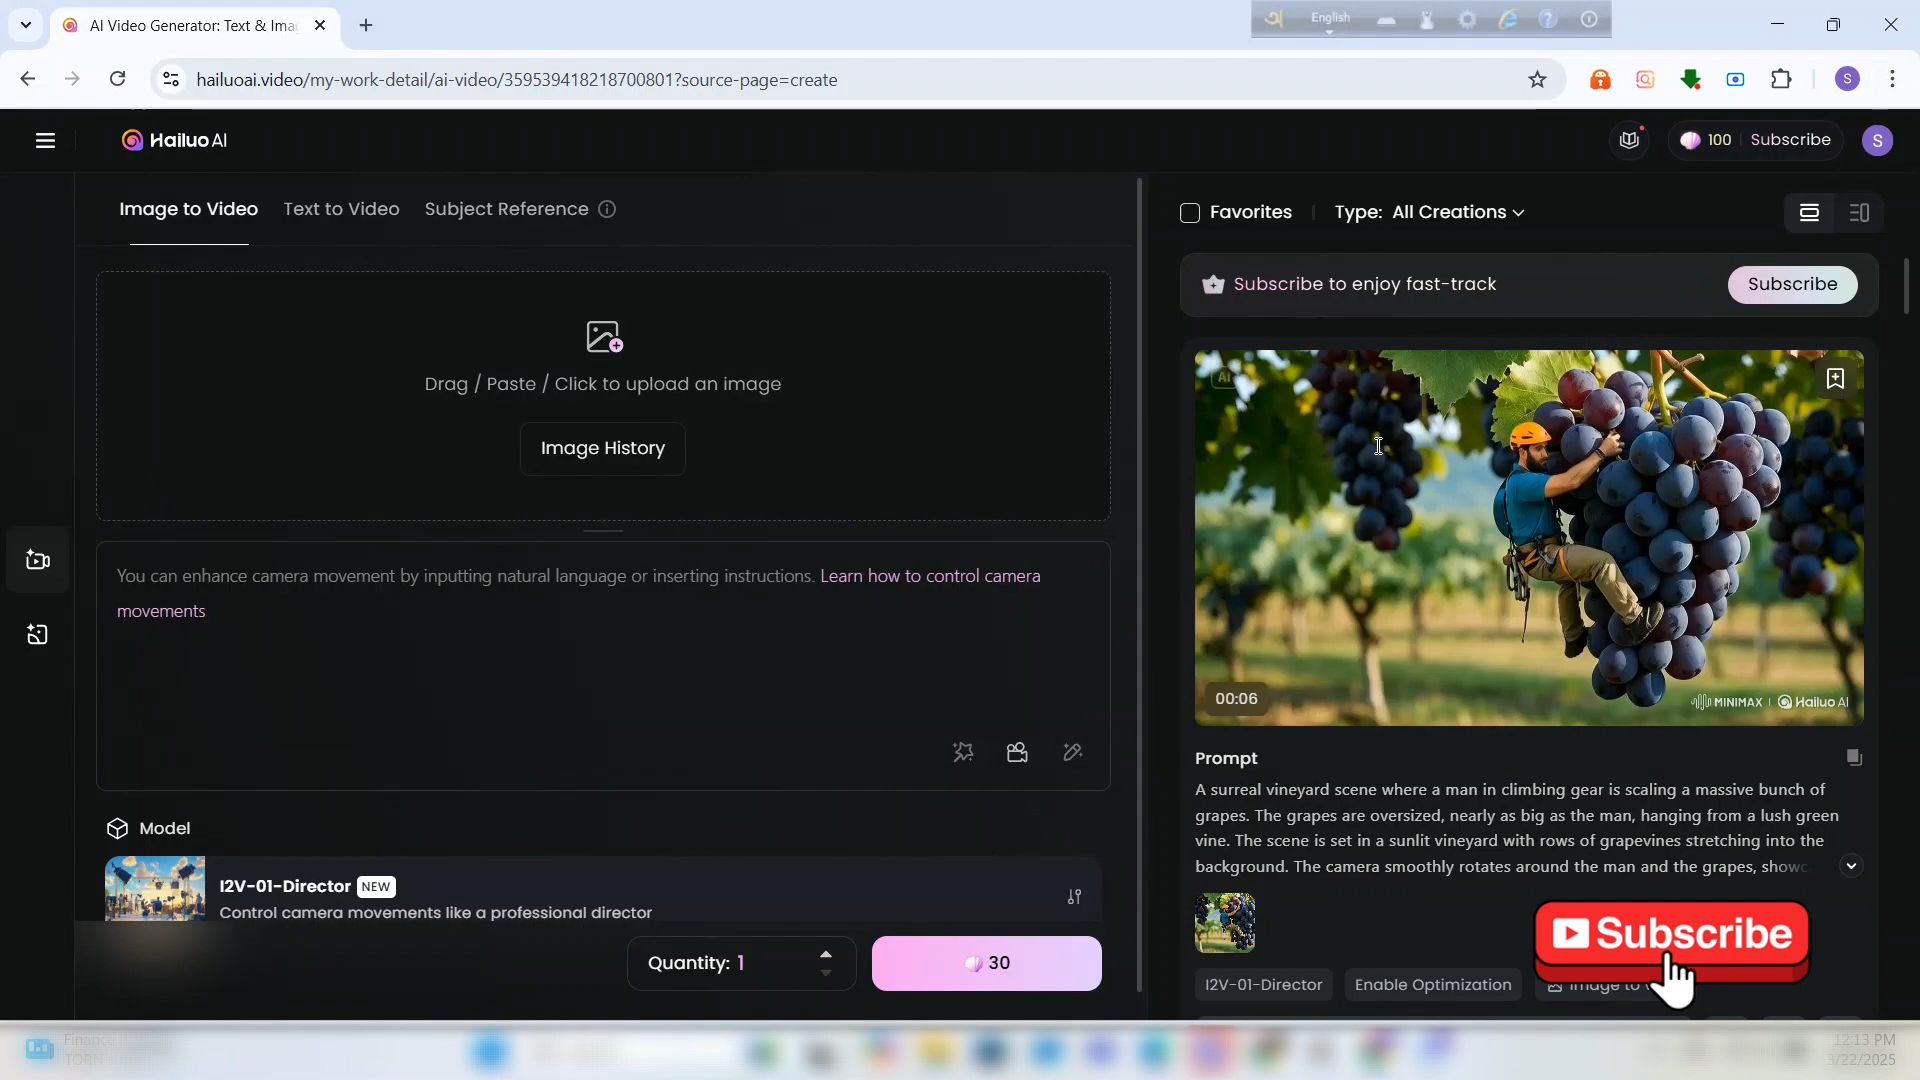 AI Video Generator: Text & Ima
English
hailuoai.video/my-work-detail/ai-video/359539418218700801?source-page=create
S
Hailuo AI
100
Subscribe
S
Image to Video
Text to Video
Subject Reference
Favorites
Type: All Creations
Subscribe to enjoy fast-track
Subscribe
Drag / Paste / Click to upload an image
Image History
AI
00:06
MINIMAX | Hailuo AI
You can enhance camera movement by inputting natural language or inserting instructions. Learn how to control camera
movements
Prompt
A surreal vineyard scene where a man in climbing gear is scaling a massive bunch of
grapes. The grapes are oversized, nearly as big as the man, hanging from a lush green
vine. The scene is set in a sunlit vineyard with rows of grapevines stretching into the
background. The camera smoothly rotates around the man and the grapes, showc
Model
I2V-01-Director NEW
Control camera movements like a professional director
Quantity: 1
30
Subscribe
I2V-01-Director
Enable Optimization
Image to
12:13 PM
3/22/2025